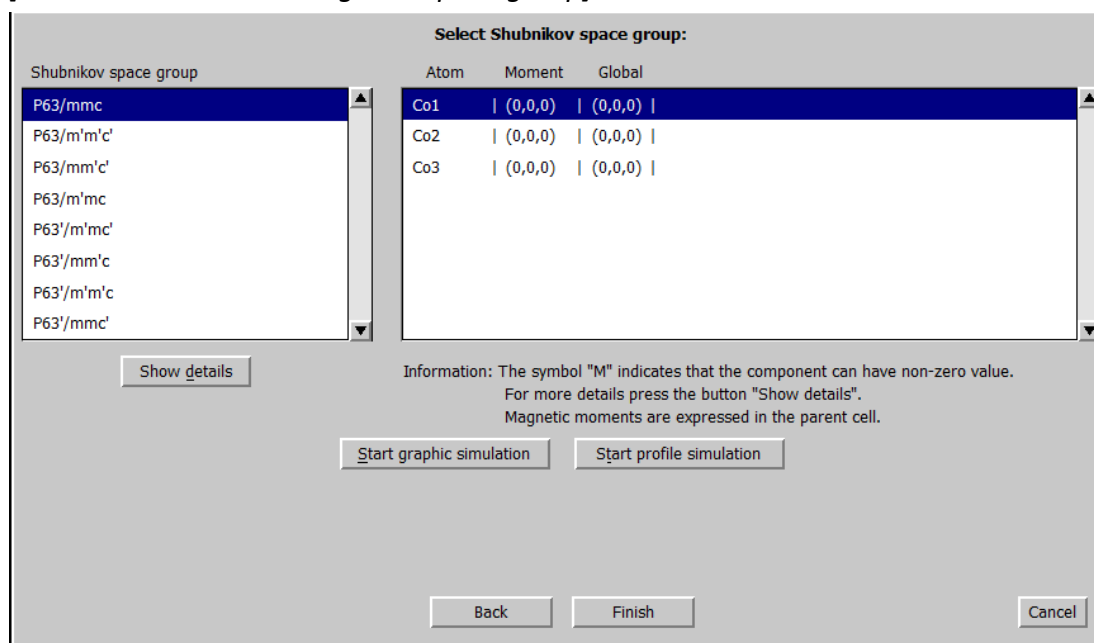 Select Shubnikov space group:
Shubnikov space group
Atom Moment Global
P63/mmc
P63/m'm'c'
P63/mm'c'
P63/m'mc
P63'/m'mc'
P63'/mm'c
P63'/m'm'c
P63'/mmc'
Co1 | (0,0,0) | (0,0,0) |
Co2 | (0,0,0) | (0,0,0) |
Co3 | (0,0,0) | (0,0,0) |
Show details
Information: The symbol "M" indicates that the component can have non-zero value.
For more details press the button "Show details".
Magnetic moments are expressed in the parent cell.
Start graphic simulation
Start profile simulation
Back
Finish
Cancel